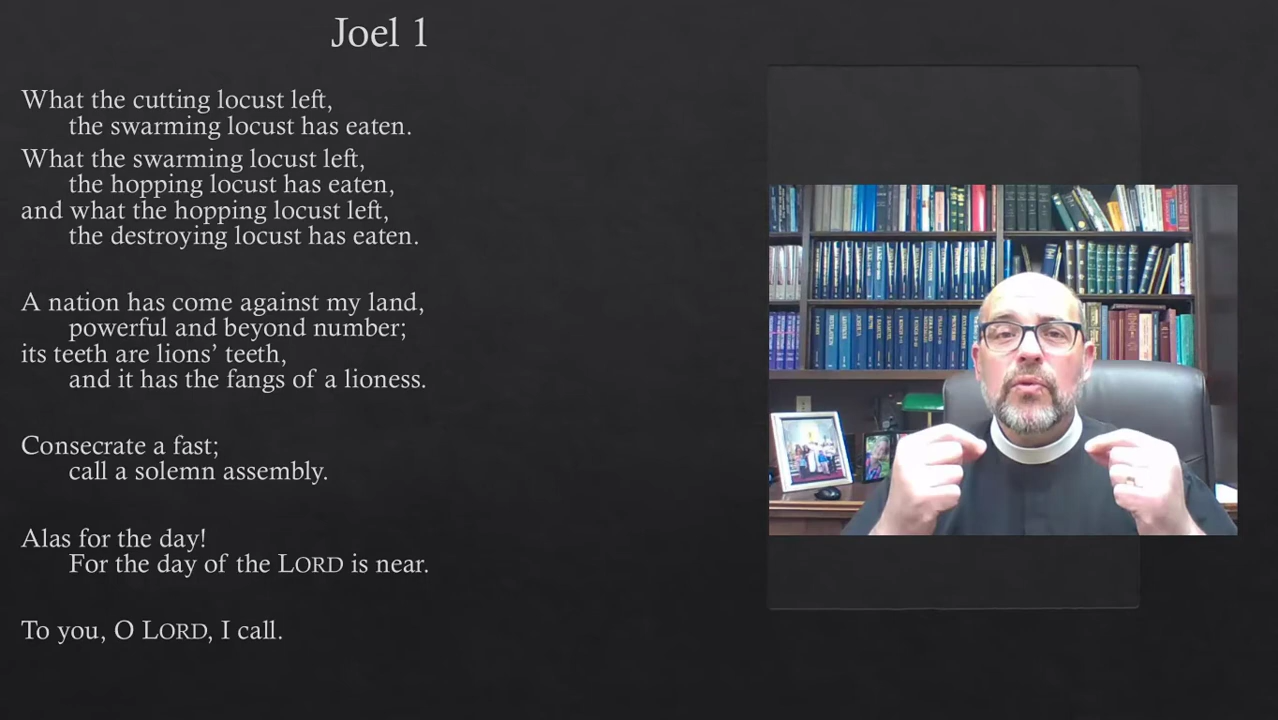 Joel 1
What the cutting locust left,
the swarming locust has eaten.
What the swarming locust left,
the hopping locust has eaten,
and what the hopping locust left,
the destroying locust has eaten.
A nation has come against my land,
powerful and beyond number;
its teeth are lions’ teeth,
and it has the fangs of a lioness.
Consecrate a fast;
call a solemn assembly.
Alas for the day!
For the day of the LORD is near.
To you, O LORD, I call.